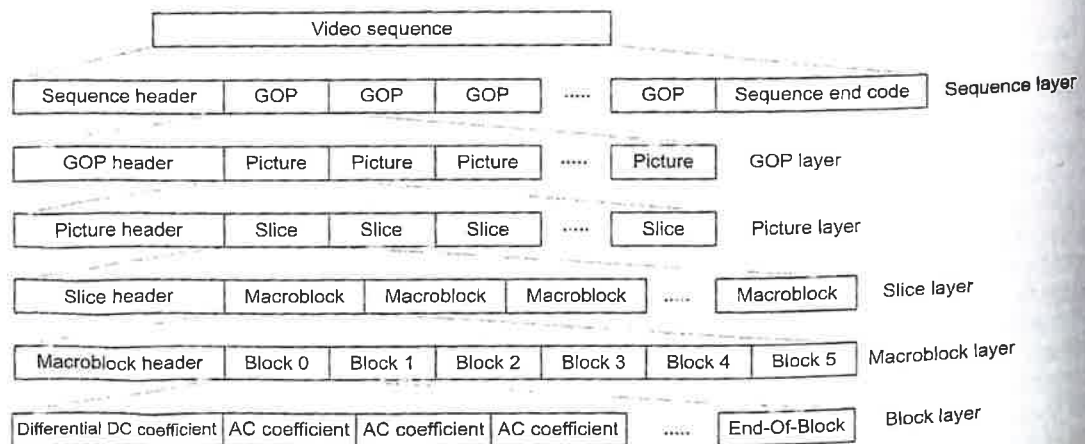 Video sequence
Sequence header GOP GOP GOP ..... GOP Sequence end code Sequence layer
GOP header Picture Picture Picture ..... Picture GOP layer
Picture header Slice Slice Slice ..... Slice Picture layer
Slice header Macroblock Macroblock Macroblock ..... Macroblock Slice layer
Macroblock header Block 0 Block 1 Block 2 Block 3 Block 4 Block 5 Macroblock layer
Differential DC coefficient AC coefficient AC coefficient AC coefficient ..... End-Of-Block Block layer